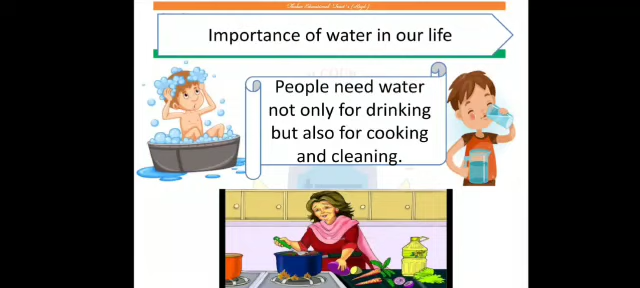 Importance of water in our life
People need water
not only for drinking
but also for cooking
and cleaning.